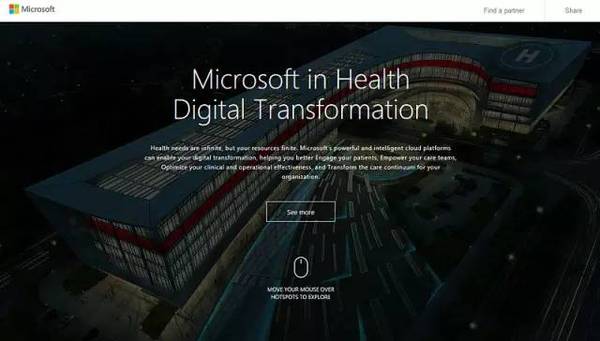 Microsoft
Find a partner
Share
H
Microsoft in Health
Digital Transformation
Health needs are infinite, but your resources finite. Microsoft's powerful and intelligent cloud platforms
can enable your digital transformation, helping you better Engage your patients, Empower your care teams,
Optimize your clinical and operational effectiveness, and Transform the care continuum for your
organization.
See more
MOVE YOUR MOUSE OVER
HOTSPOTS TO EXPLORE